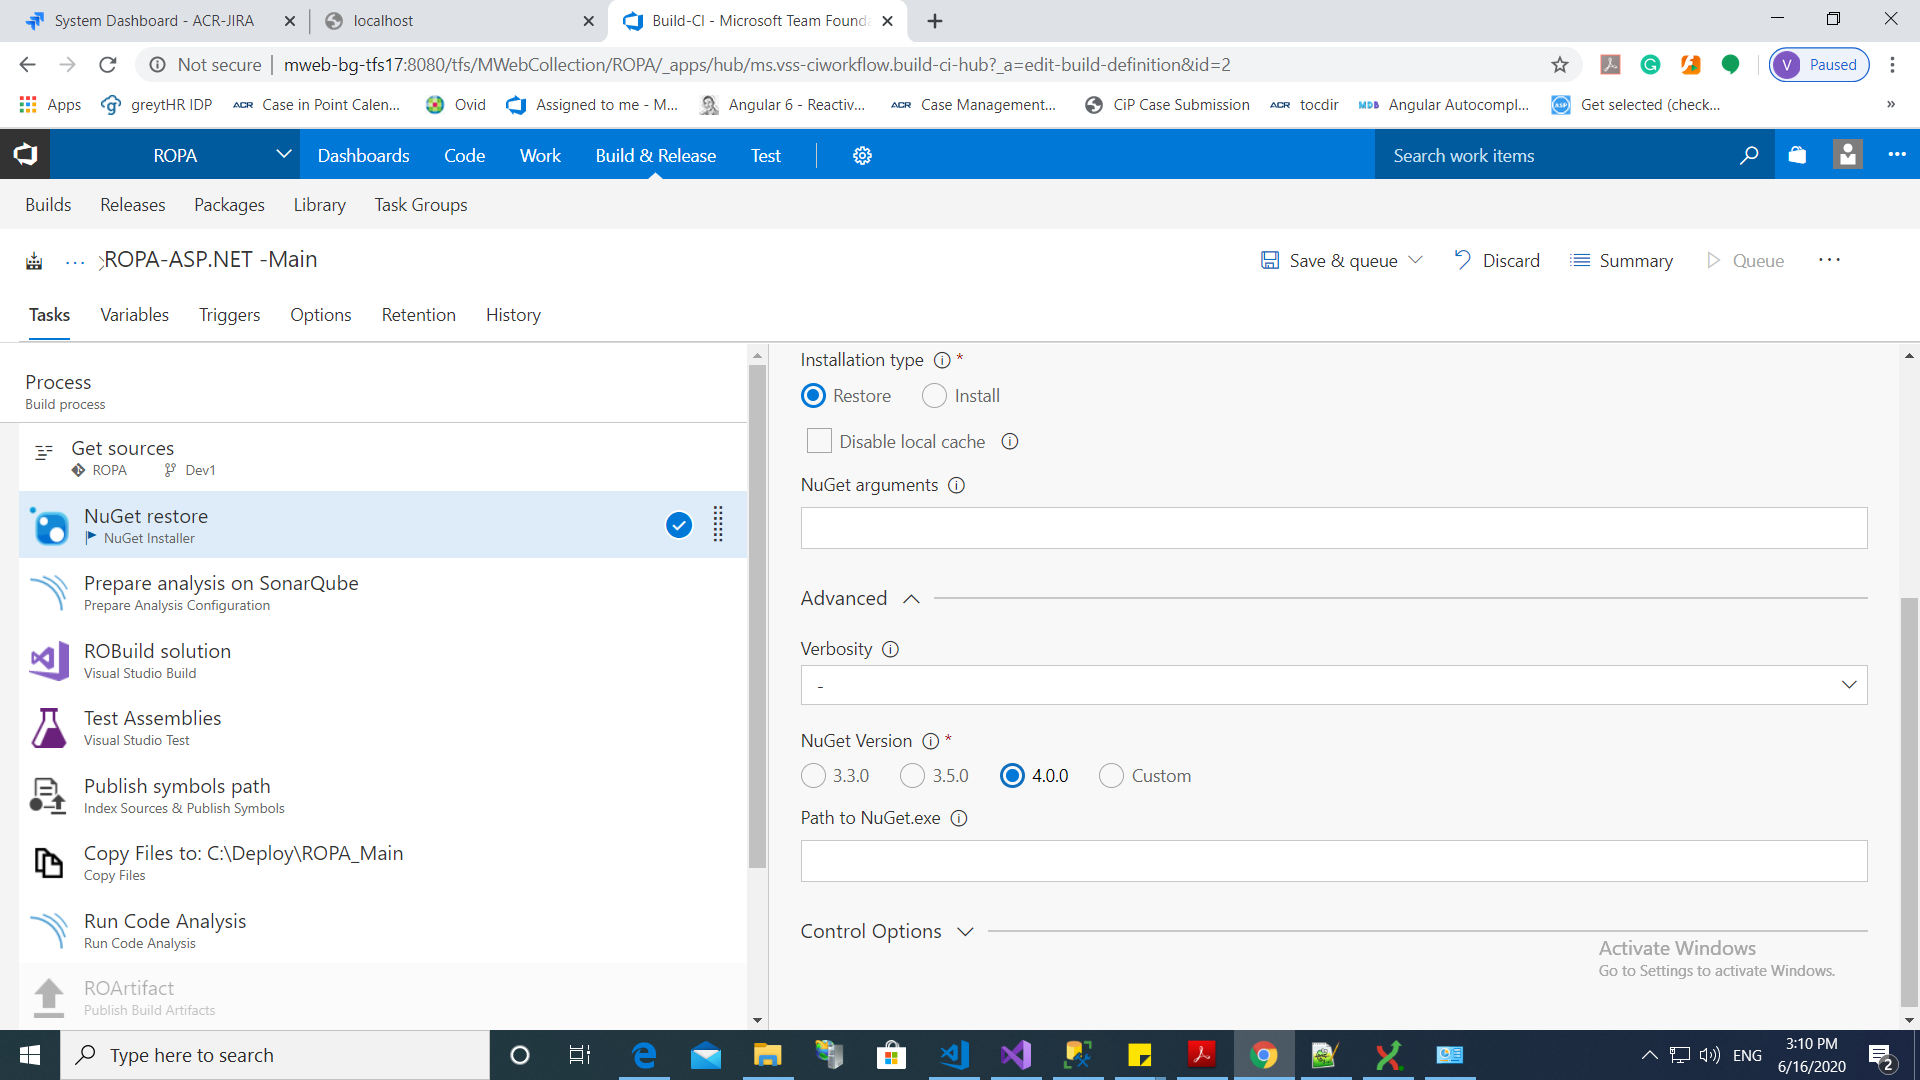 System Dashboard - ACR-JIRA
localhost
Build-CI - Microsoft Team Founda
Not secure
mweb-bg-tfs17:8080/tfs/MWebCollection/ROPA/_apps/hub/ms.vss-ciworkflow.build-ci-hub?_a=edit-build-definition&id=2
V Paused
Apps
greytHR IDP
ACR Case in Point Calen...
Ovid
Assigned to me - M...
Angular 6 - Reactiv...
ACR Case Management...
CiP Case Submission
ACR tocdir
MDB Angular Autocompl...
ASP Get selected (check...
»
ROPA
Dashboards
Code
Work
Build & Release
Test
Search work items
Builds
Releases
Packages
Library
Task Groups
... ROPA-ASP.NET -Main
Save & queue
Discard
Summary
Queue
...
Tasks
Variables
Triggers
Options
Retention
History
Process
Build process
Get sources
ROPA Dev1
NuGet restore
NuGet Installer
Prepare analysis on SonarQube
Prepare Analysis Configuration
ROBuild solution
Visual Studio Build
Test Assemblies
Visual Studio Test
Publish symbols path
Index Sources & Publish Symbols
Copy Files to: C:\Deploy\ROPA_Main
Copy Files
Run Code Analysis
Run Code Analysis
ROArtifact
Publish Build Artifacts
Installation type *
Restore Install
Disable local cache
NuGet arguments
Advanced
Verbosity
-
NuGet Version *
3.3.0 3.5.0 4.0.0 Custom
Path to NuGet.exe
Control Options
Activate Windows
Go to Settings to activate Windows.
Type here to search
ENG
3:10 PM
6/16/2020
2